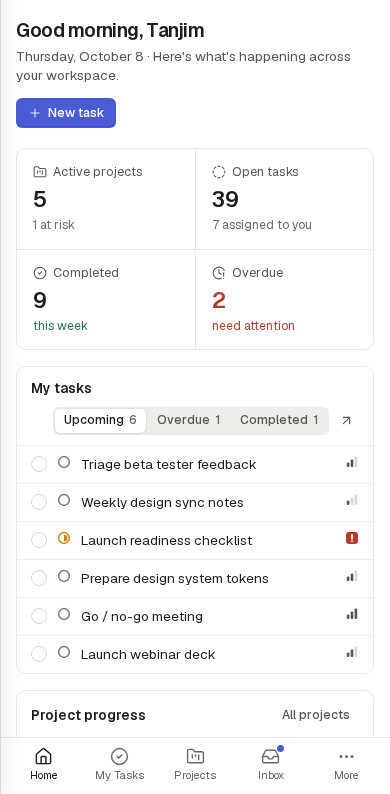 Good morning, Tanjim
Thursday, October 8 · Here's what's happening across
your workspace.
New task
Active projects
5
1 at risk
Open tasks
39
7 assigned to you
Completed
9
this week
Overdue
2
need attention
My tasks
Upcoming 6
Overdue 1
Completed 1
Triage beta tester feedback
Weekly design sync notes
Launch readiness checklist
Prepare design system tokens
Go / no-go meeting
Launch webinar deck
Project progress
All projects
Home
My Tasks
Projects
Inbox
More